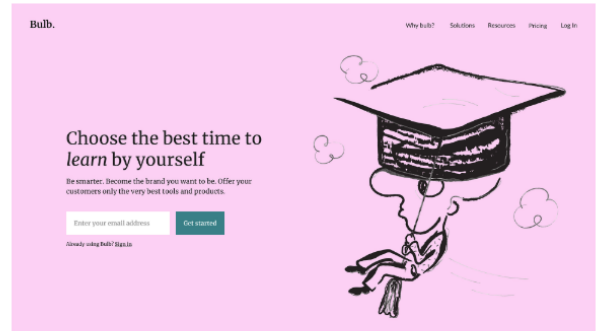 Bulb.
Why bulb? Solutions Resources Pricing Log In
Choose the best time to
learn by yourself
Be smarter. Become the brand you want to be. Offer your
customers only the very best tools and products.
Enter your email address Get started
Already using Bulb? Sign in